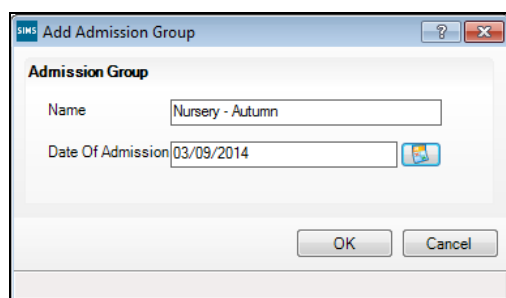 SIMS Add Admission Group ?
Admission Group
Name Nursery - Autumn
Date Of Admission 03/09/2014
OK Cancel